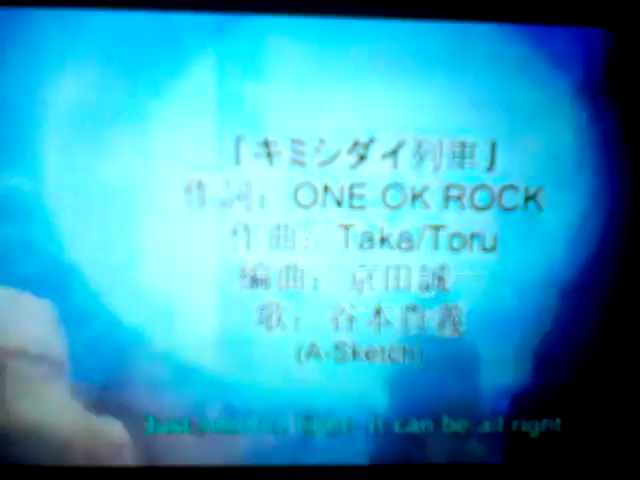 「キミシダイ列車」
作詞： ONE OK ROCK
作曲： Taka/Toru
編曲： 京田誠一
歌： 谷本貴義
(A-Sketch)
Just it can be all right